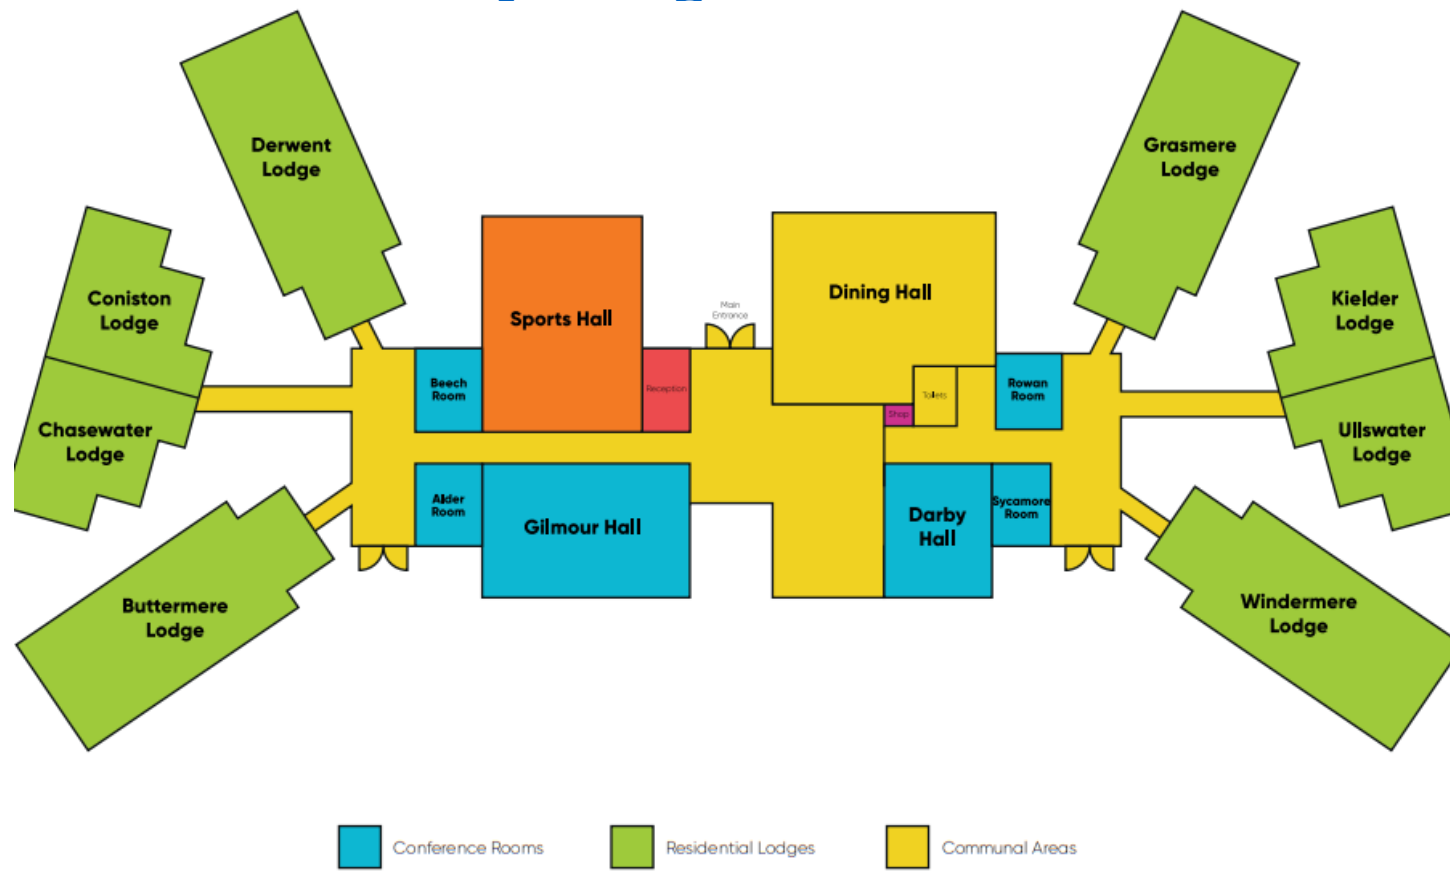 Derwent
Lodge
Grasmere
Lodge
Coniston
Lodge
Chasewater
Lodge
Buttermere
Lodge
Sports Hall
Main
Entrance
Dining Hall
Beech
Room
Reception
Toilets
Shop
Rowan
Room
Alder
Room
Gilmour Hall
Darby
Hall
Sycamore
Room
Kielder
Lodge
Ullswater
Lodge
Windermere
Lodge
Conference Rooms
Residential Lodges
Communal Areas